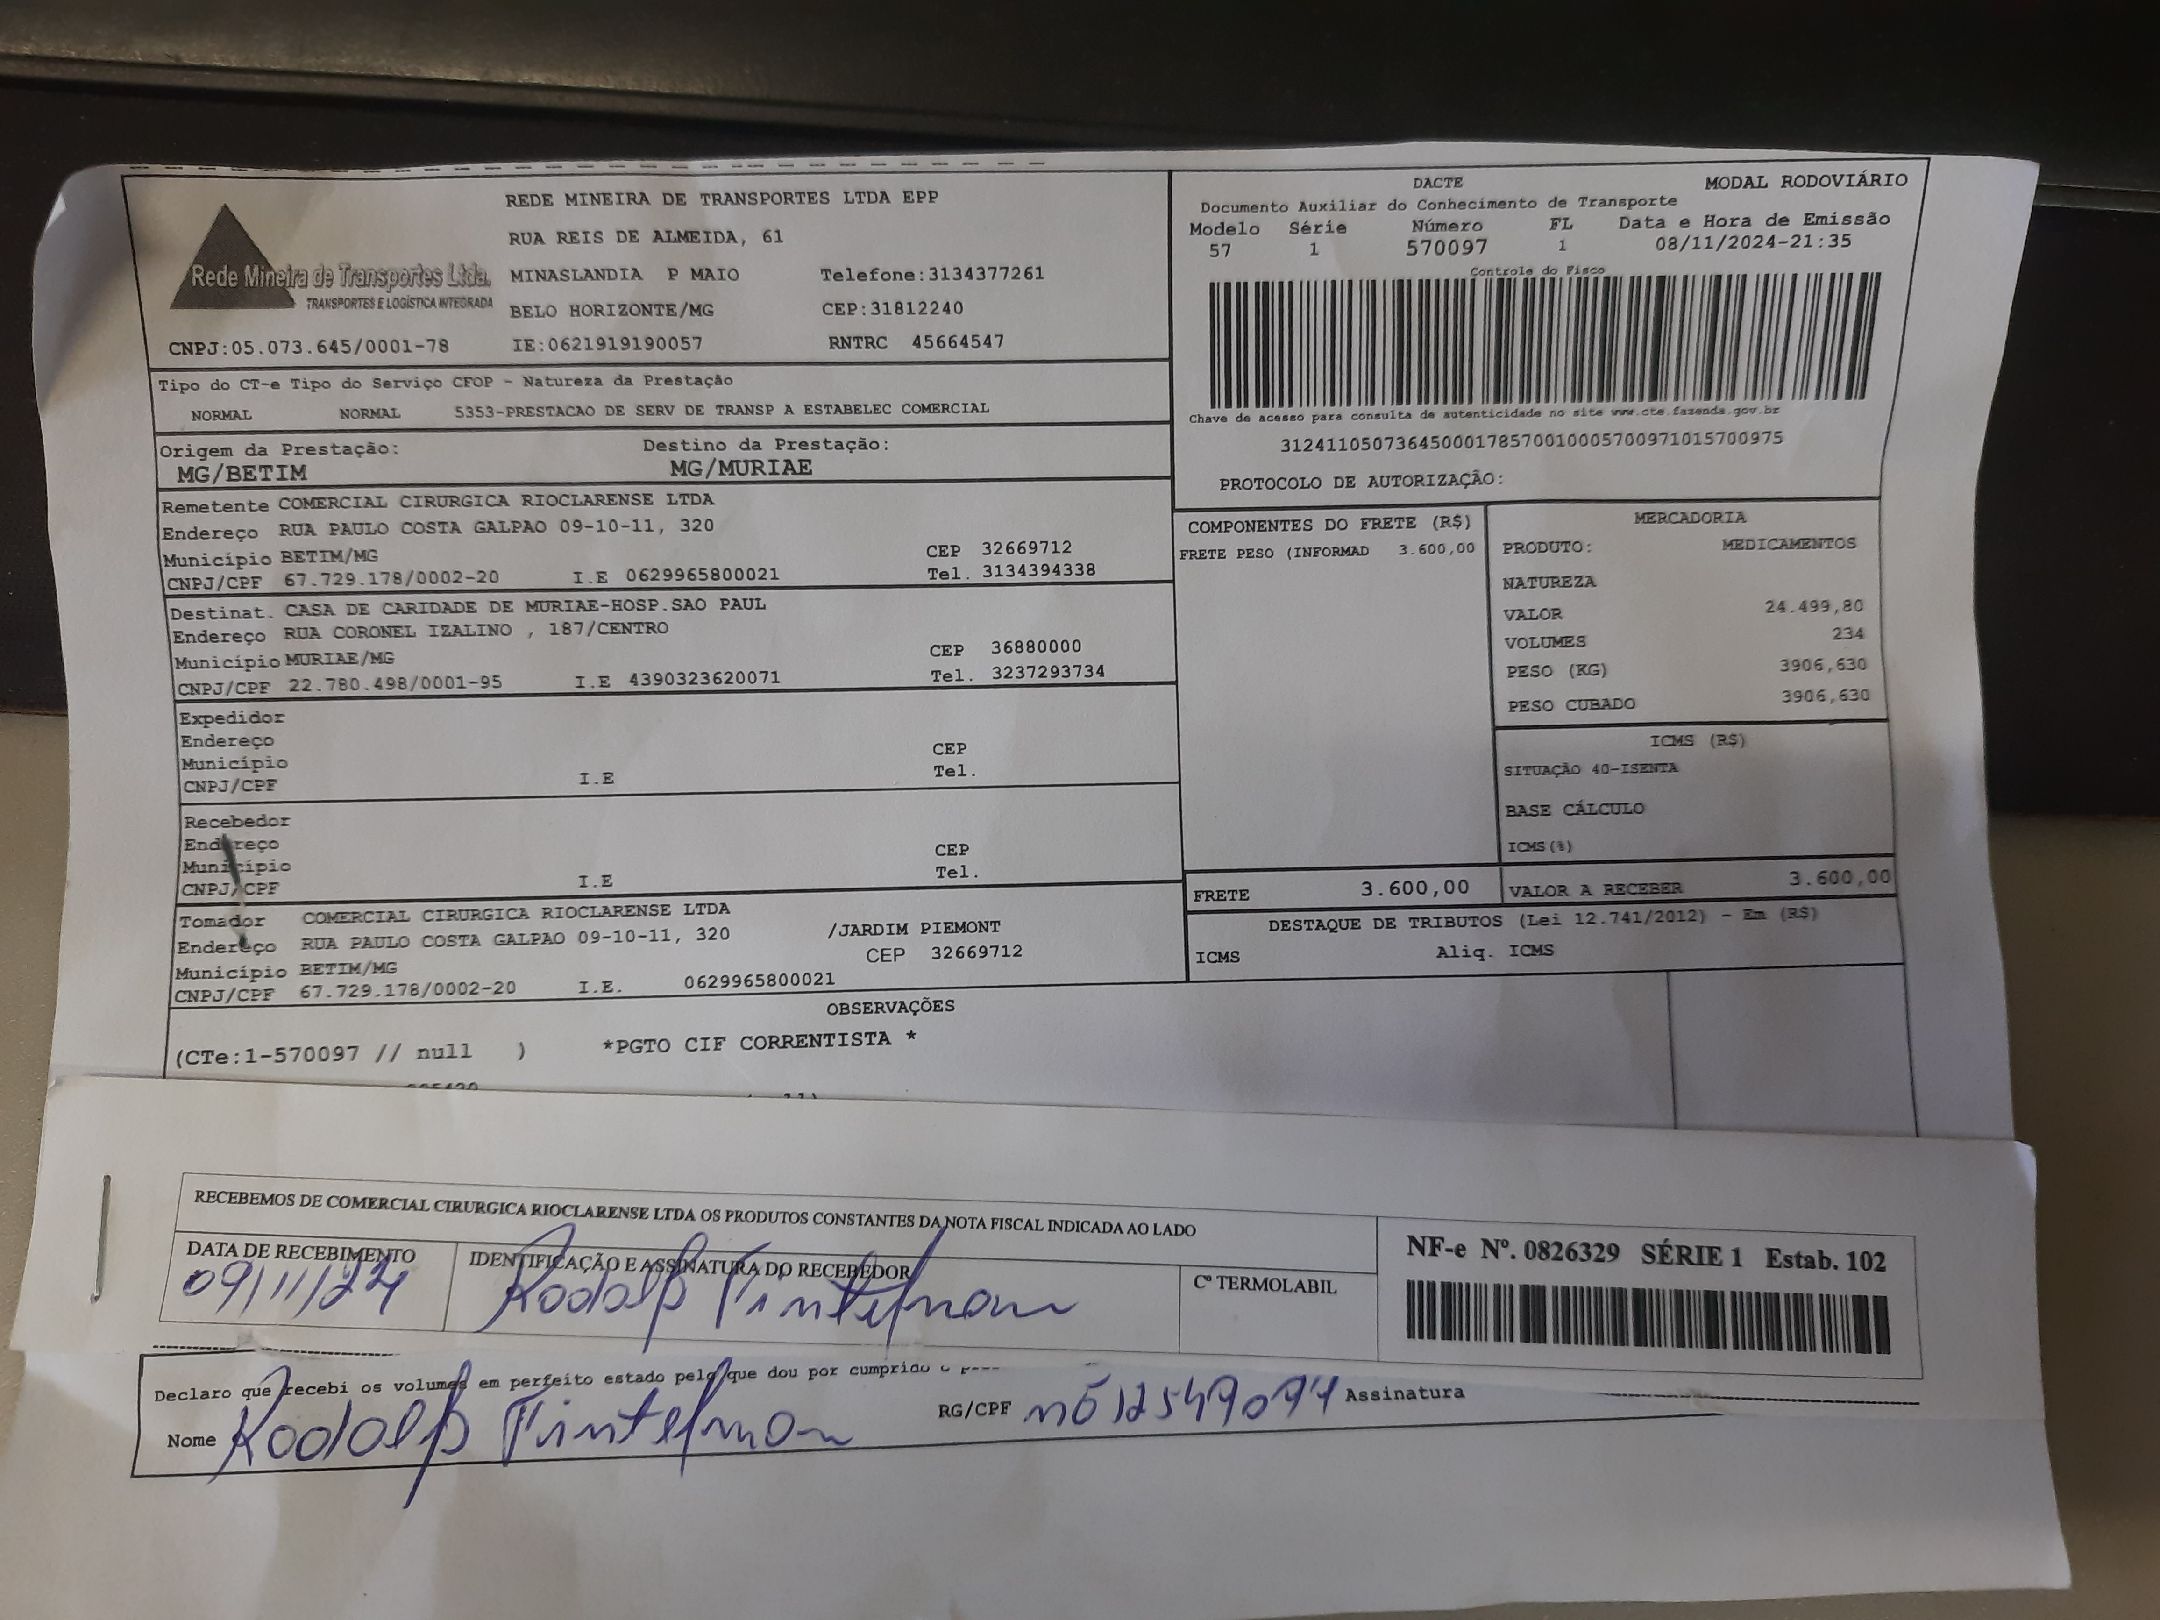 REDE MINEIRA DE TRANSPORTES LTDA EPP
RUA REIS DE ALMEIDA, 61
Rede Mineira de Transportes Ltda.
TRANSPORTES E LOGÍSTICA INTEGRADA
MINASLANDIA P MAIO Telefone:3134377261
BELO HORIZONTE/MG CEP:31812240
CNPJ:05.073.645/0001-78 IE:0621919190057 RNTRC 45664547
DACTE MODAL RODOVIÁRIO
Documento Auxiliar do Conhecimento de Transporte
Modelo Série Número FL Data e Hora de Emissão
57 1 570097 1 08/11/2024-21:35
Controle do Fisco
Chave de acesso para consulta de autenticidade no site www.cte.fazenda.gov.br
31241105073645000178570010005700971015700975
PROTOCOLO DE AUTORIZAÇÃO:
Tipo do CT-e Tipo do Serviço CFOP - Natureza da Prestação
NORMAL NORMAL 5353-PRESTACAO DE SERV DE TRANSP A ESTABELEC COMERCIAL
Origem da Prestação: Destino da Prestação:
MG/BETIM MG/MURIAE
Remetente COMERCIAL CIRURGICA RIOCLARENSE LTDA
Endereço RUA PAULO COSTA GALPAO 09-10-11, 320
Município BETIM/MG CEP 32669712
CNPJ/CPF 67.729.178/0002-20 I.E 0629965800021 Tel. 3134394338
Destinat. CASA DE CARIDADE DE MURIAE-HOSP.SAO PAUL
Endereço RUA CORONEL IZALINO , 187/CENTRO
Município MURIAE/MG CEP 36880000
CNPJ/CPF 22.780.498/0001-95 I.E 4390323620071 Tel. 3237293734
Expedidor
Endereço
Município CEP
CNPJ/CPF I.E Tel.
Recebedor
Endereço
Município CEP
CNPJ/CPF I.E Tel.
Tomador COMERCIAL CIRURGICA RIOCLARENSE LTDA
Endereço RUA PAULO COSTA GALPAO 09-10-11, 320 /JARDIM PIEMONT
Município BETIM/MG CEP 32669712
CNPJ/CPF 67.729.178/0002-20 I.E. 0629965800021
COMPONENTES DO FRETE (R$)
FRETE PESO (INFORMAD 3.600,00
MERCADORIA
PRODUTO: MEDICAMENTOS
NATUREZA
VALOR 24.499,80
VOLUMES 234
PESO (KG) 3906,630
PESO CUBADO 3906,630
ICMS (R$)
SITUAÇÃO 40-ISENTA
BASE CÁLCULO
ICMS(%)
FRETE 3.600,00 VALOR A RECEBER 3.600,00
DESTAQUE DE TRIBUTOS (Lei 12.741/2012) - Em (R$)
ICMS Aliq. ICMS
OBSERVAÇÕES
(CTe:1-570097 // null ) *PGTO CIF CORRENTISTA *
RECEBEMOS DE COMERCIAL CIRURGICA RIOCLARENSE LTDA OS PRODUTOS CONSTANTES DA NOTA FISCAL INDICADA AO LADO
DATA DE RECEBIMENTO IDENTIFICAÇÃO E ASSINATURA DO RECEBEDOR Cº TERMOLABIL
09/11/24 Rodolfo
NF-e Nº. 0826329 SÉRIE 1 Estab. 102
Declaro que recebi os volumes em perfeito estado pelo que dou por cumprido o
Nome Rodolfo RG/CPF Assinatura